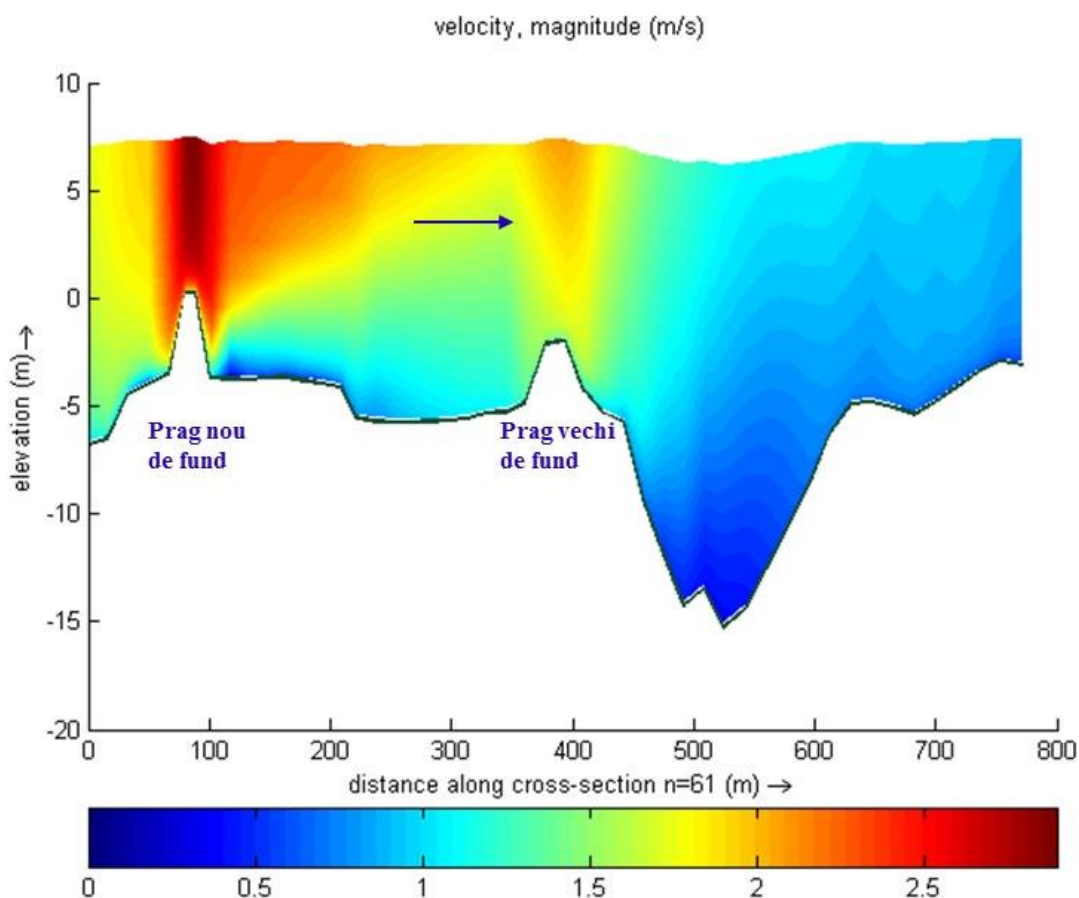 velocity, magnitude (m/s)
10
5
0
-5
-10
-15
-20
elevation (m) →
Prag nou
de fund
Prag vechi
de fund
0 100 200 300 400 500 600 700 800
distance along cross-section n=61 (m) →
0 0.5 1 1.5 2 2.5